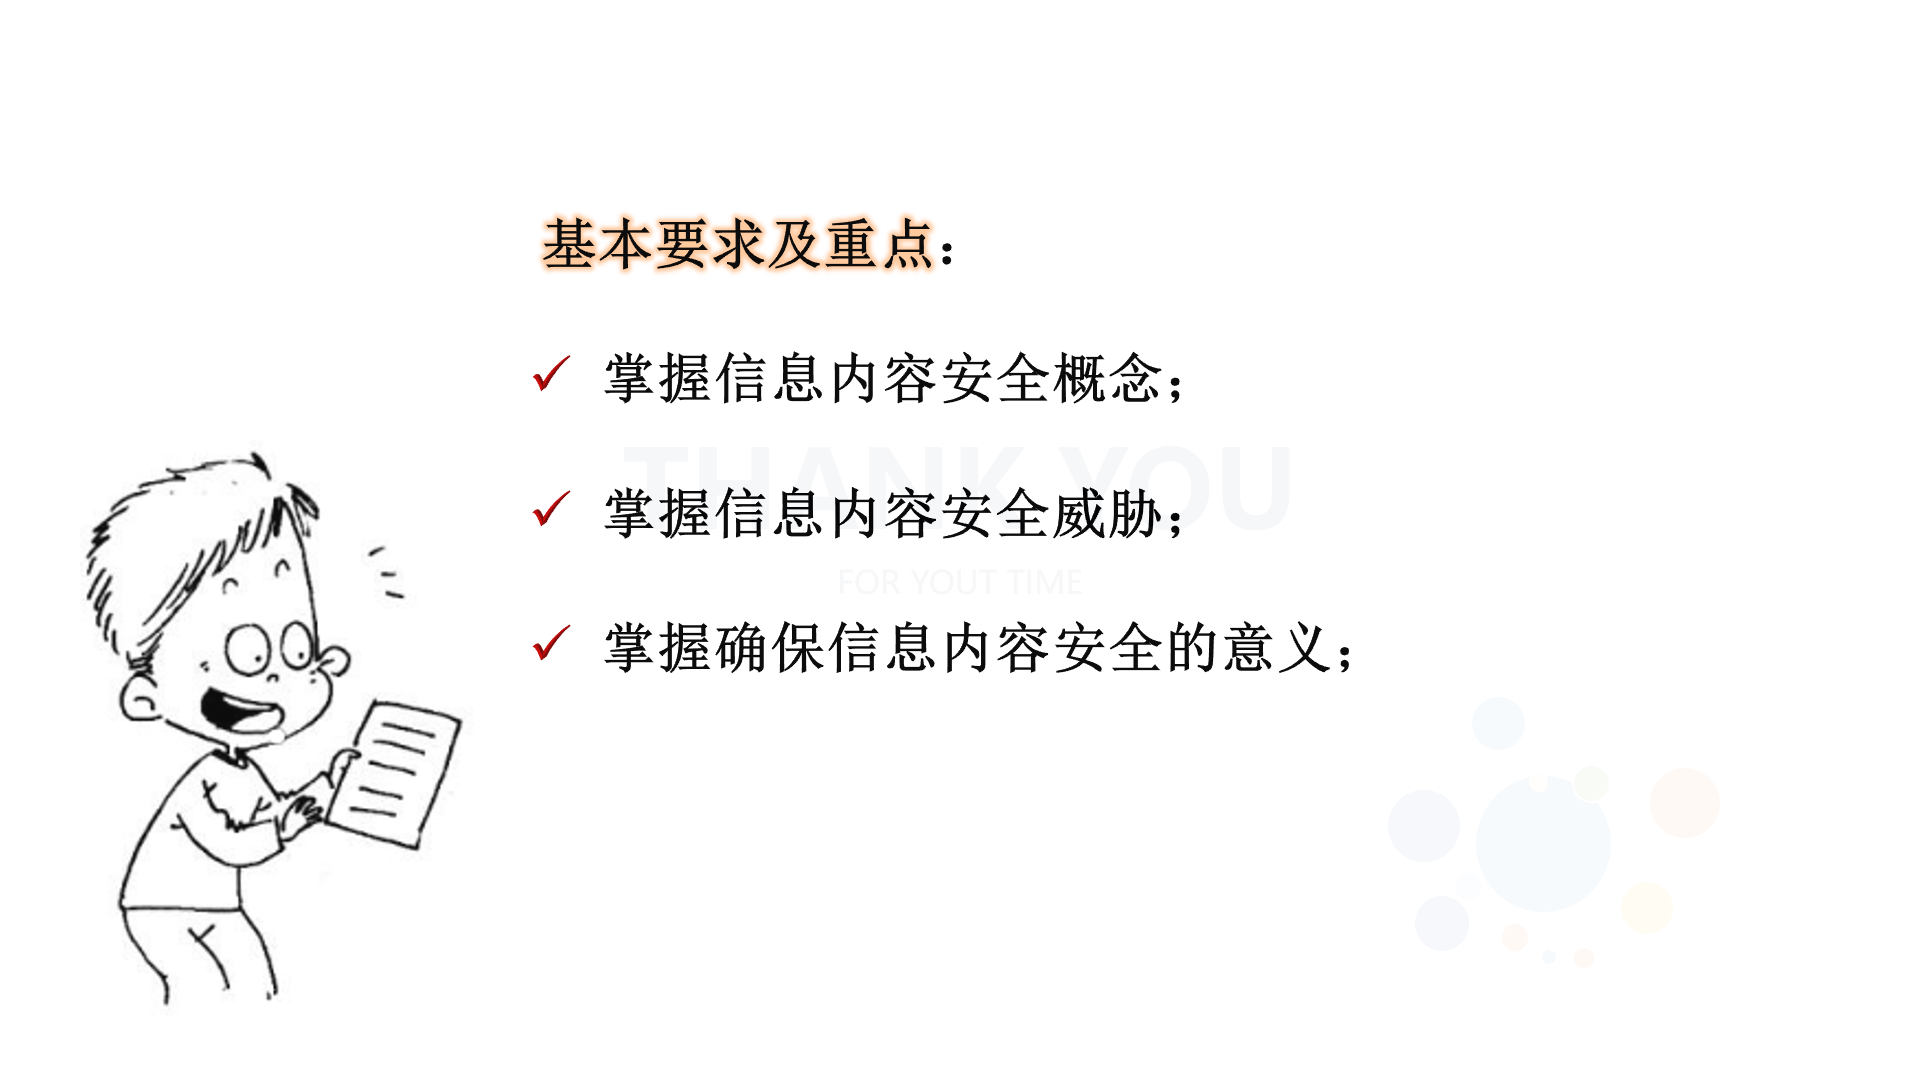 基本要求及重点：
掌握信息内容安全概念；
THANK YOU
掌握信息内容安全威胁；
FOR YOUT TIME
掌握确保信息内容安全的意义；